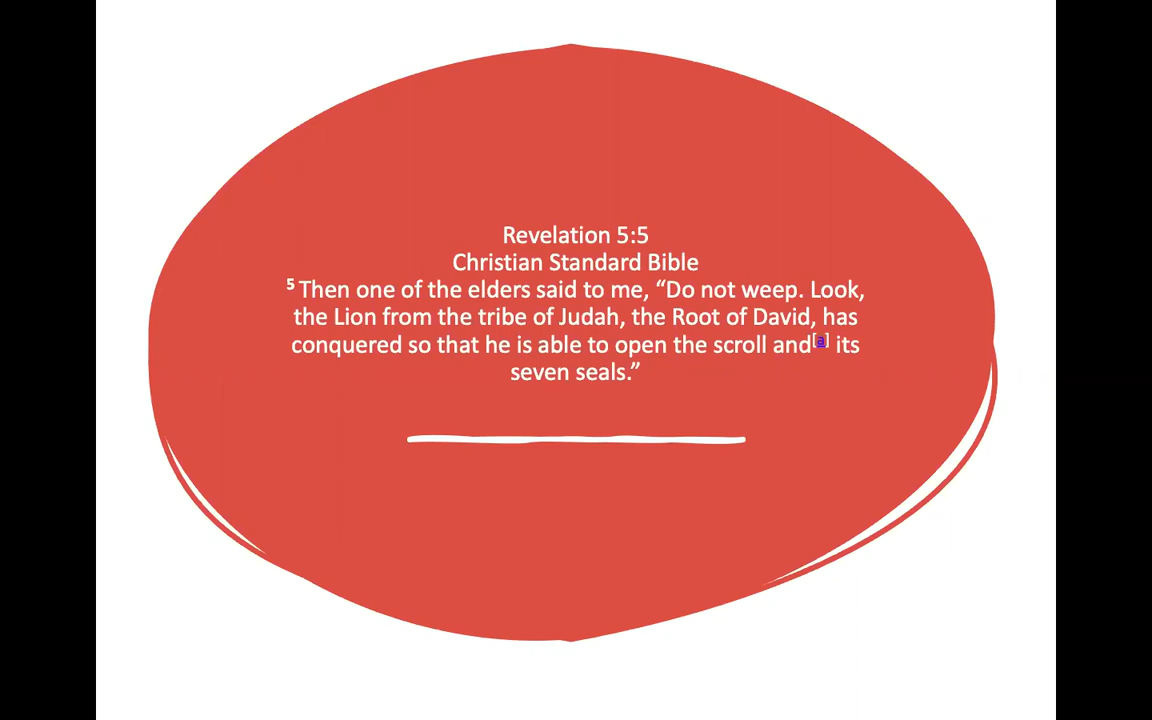 Revelation 5:5
Christian Standard Bible
5 Then one of the elders said to me, “Do not weep. Look,
the Lion from the tribe of Judah, the Root of David, has
conquered so that he is able to open the scroll and[a] its
seven seals.”